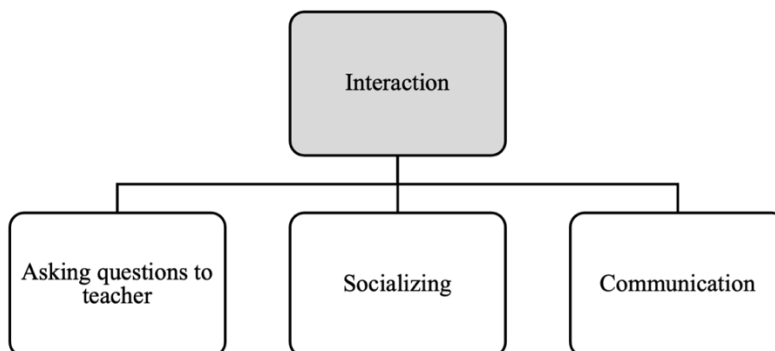 Interaction
Asking questions to
teacher
Socializing
Communication